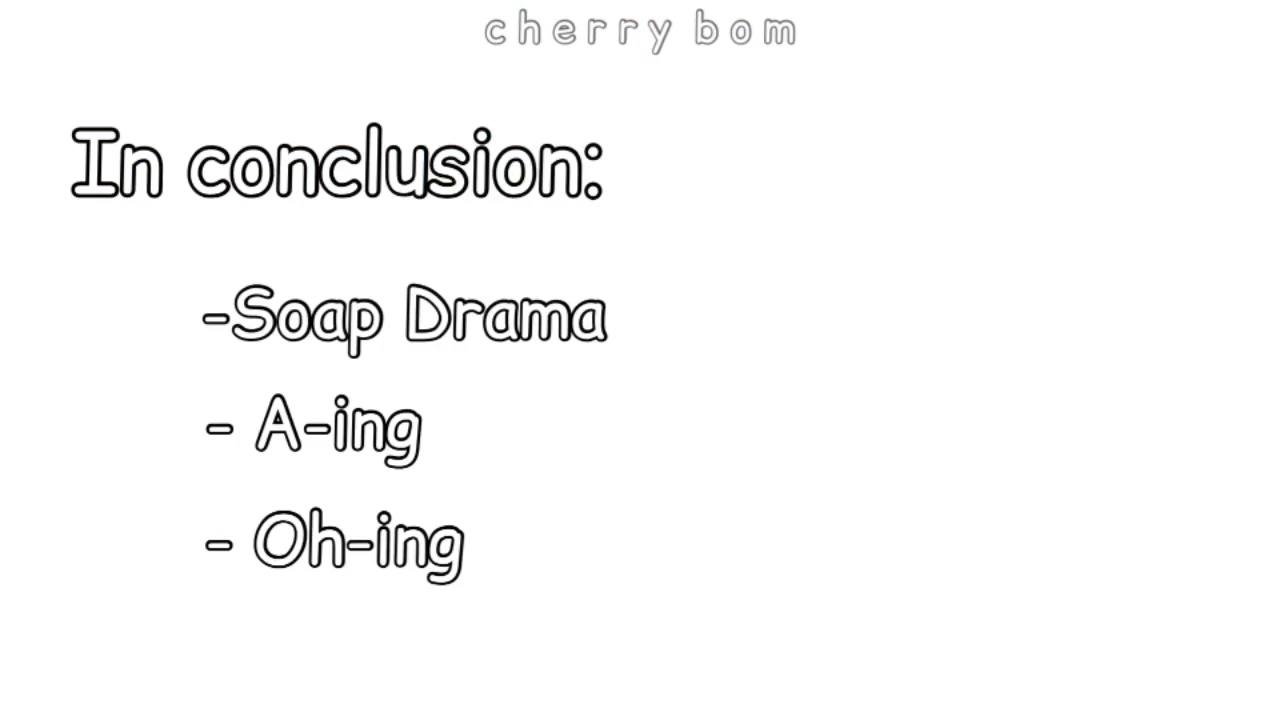 cherry bom
In conclusion:
-Soap Drama
- A-ing
- Oh-ing